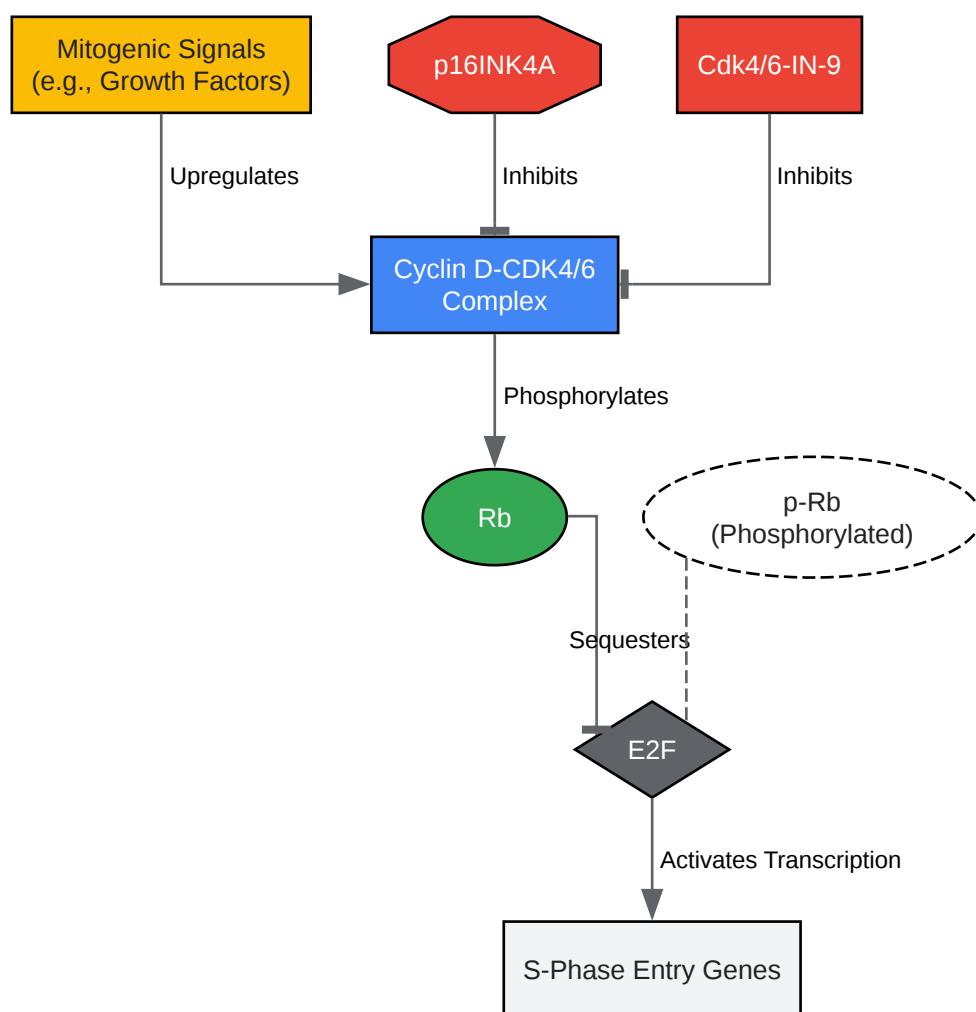 Mitogenic Signals
(e.g., Growth Factors)
p16INK4A
Cdk4/6-IN-9
Upregulates
Inhibits
Inhibits
Cyclin D-CDK4/6
Complex
Phosphorylates
Rb
p-Rb
(Phosphorylated)
Sequesters
E2F
Activates Transcription
S-Phase Entry Genes